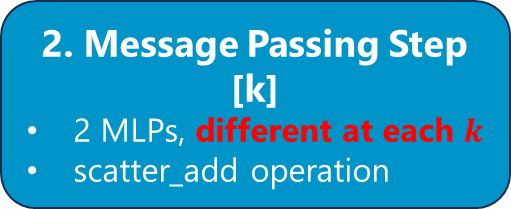 2. Message Passing Step
[k]
• 2 MLPs, different at each k
• scatter_add operation